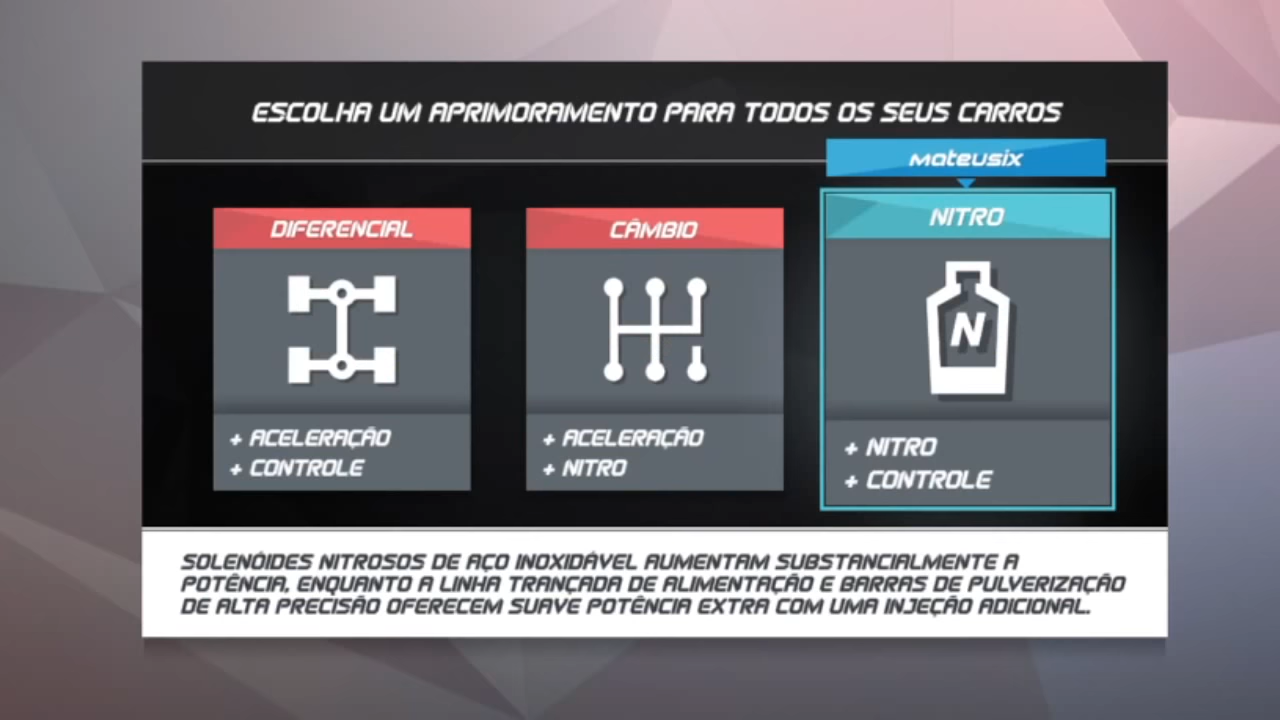 ESCOLHA UM APRIMORAMENTO PARA TODOS OS SEUS CARROS
Mateusix
DIFERENCIAL
CÂMBIO
NITRO
N
+ ACELERAÇÃO
+ CONTROLE
+ ACELERAÇÃO
+ NITRO
+ NITRO
+ CONTROLE
SOLENÓIDES NITROSOS DE AÇO INOXIDÁVEL AUMENTAM SUBSTANCIALMENTE A
POTÊNCIA, ENQUANTO A LINHA TRANÇADA DE ALIMENTAÇÃO E BARRAS DE PULVERIZAÇÃO
DE ALTA PRECISÃO OFERECEM SUAVE POTÊNCIA EXTRA COM UMA INJEÇÃO ADICIONAL.